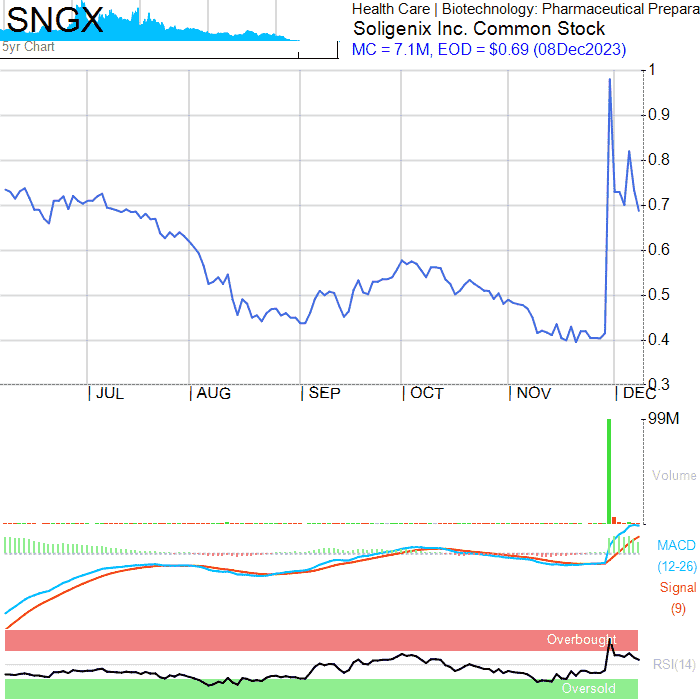 SNGX
5yr Chart
Health Care | Biotechnology: Pharmaceutical Prepara
Soligenix Inc. Common Stock
MC = 7.1M, EOD = $0.69 (08Dec2023)
1
0.9
0.8
0.7
0.6
0.5
0.4
0.3
JUL
AUG
SEP
OCT
NOV
DEC
99M
Volume
MACD
(12-26)
Signal
(9)
Overbought
RSI(14)
Oversold